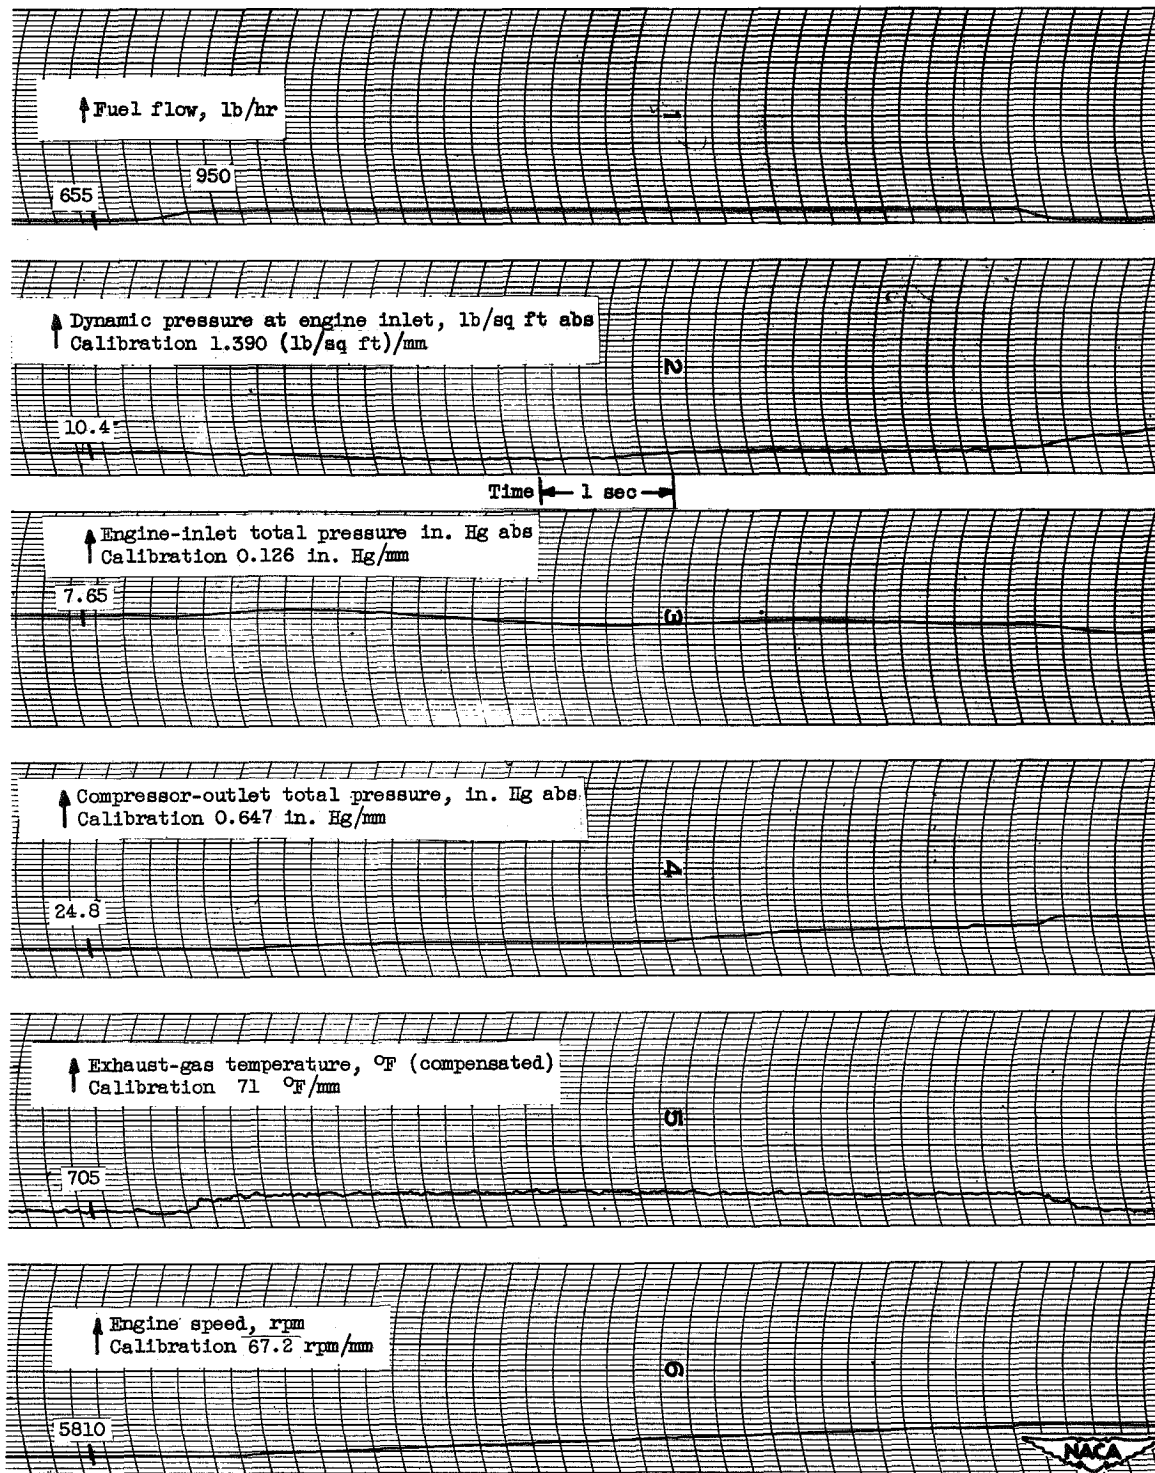 Fuel flow, lb/hr
950
655
1
Dynamic pressure at engine inlet, lb/sq ft abs
Calibration 1.390 (lb/sq ft)/mm
2
10.4
Time 1 sec
Engine-inlet total pressure in. Hg abs
Calibration 0.126 in. Hg/mm
7.65
3
Compressor-outlet total pressure, in. Hg abs
Calibration 0.647 in. Hg/mm
4
24.8
Exhaust-gas temperature, °F (compensated)
Calibration 71 °F/mm
5
705
Engine speed, rpm
Calibration 67.2 rpm/mm
6
5810
NACA